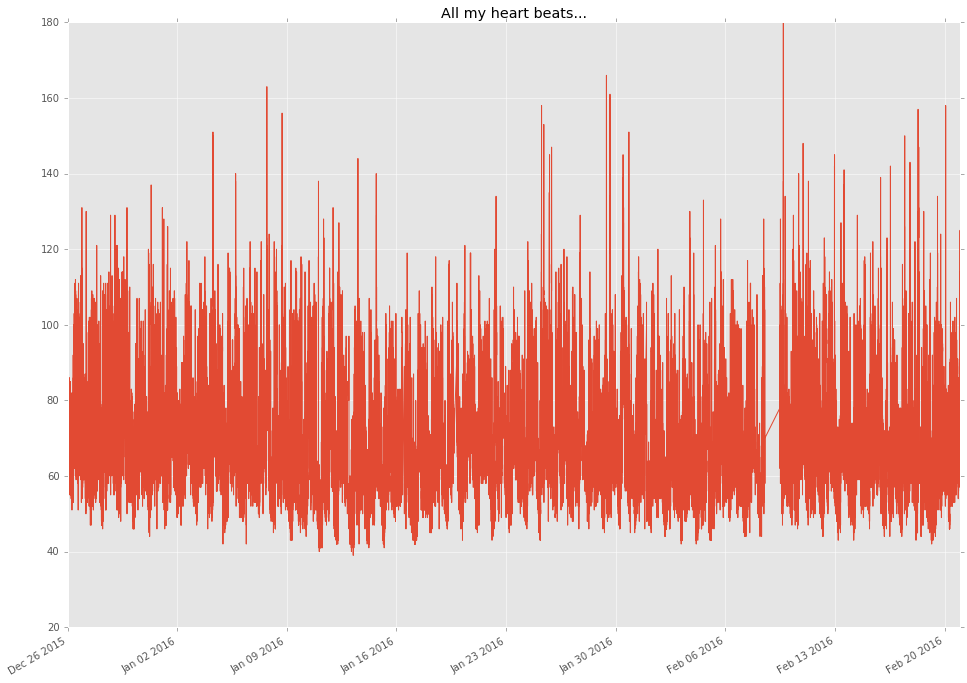 All my heart beats...
180
160
140
120
100
80
60
40
20
Dec 26 2015
Jan 02 2016
Jan 09 2016
Jan 16 2016
Jan 23 2016
Jan 30 2016
Feb 06 2016
Feb 13 2016
Feb 20 2016